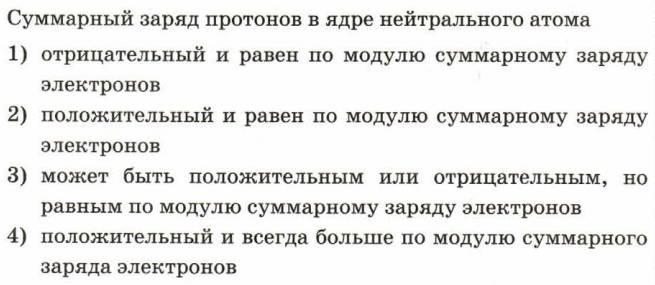 Суммарный заряд протонов в ядре нейтрального атома
1) отрицательный и равен по модулю суммарному заряду
электронов
2) положительный и равен по модулю суммарному заряду
электронов
3) может быть положительным или отрицательным, но
равным по модулю суммарному заряду электронов
4) положительный и всегда больше по модулю суммарного
заряда электронов